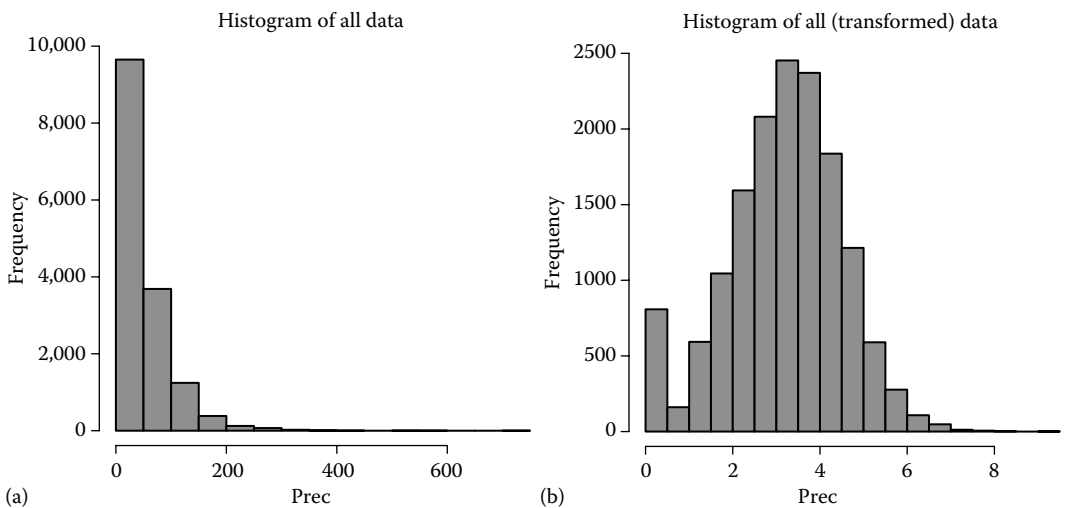 Histogram of all data
10,000
8,000
6,000
4,000
2,000
0
Frequency
0 200 400 600
Prec
(a)
Histogram of all (transformed) data
2500
2000
1500
1000
500
0
Frequency
0 2 4 6 8
Prec
(b)